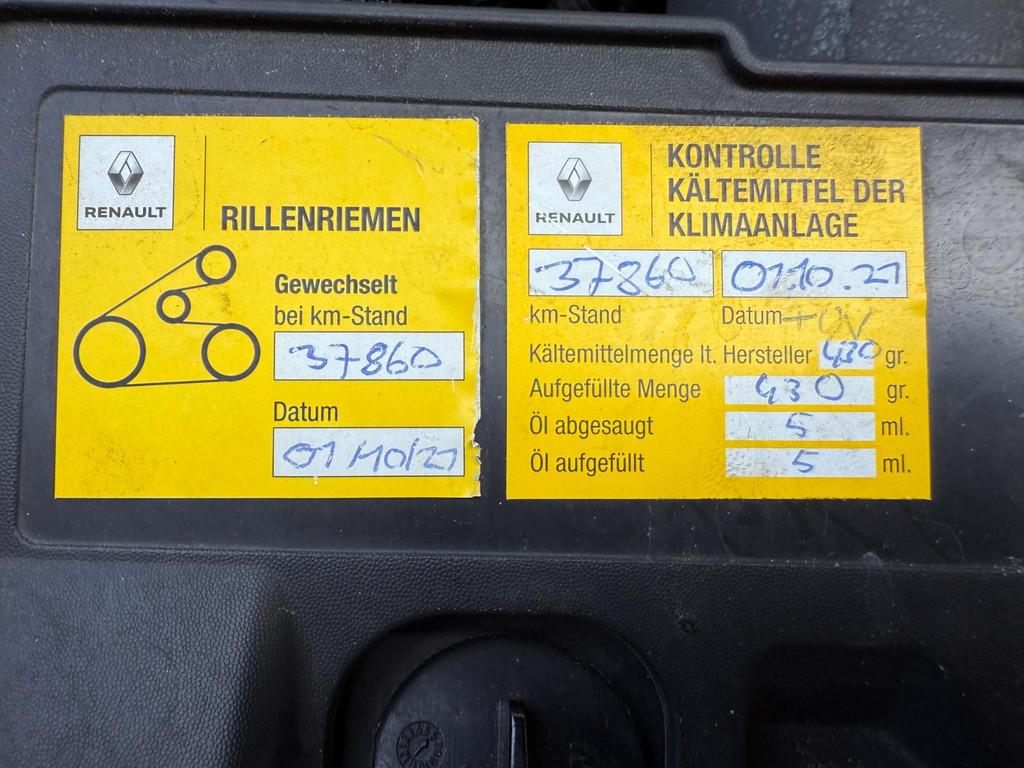 RENAULT
RILLENRIEMEN
Gewechselt
bei km-Stand
37860
Datum
01/10/21
RENAULT
KONTROLLE
KÄLTEMITTEL DER
KLIMAANLAGE
37860 01.10.21
km-Stand Datum +UV
Kältemittelmenge lt. Hersteller 430 gr.
Aufgefüllte Menge 430 gr.
Öl abgesaugt 5 ml.
Öl aufgefüllt 5 ml.